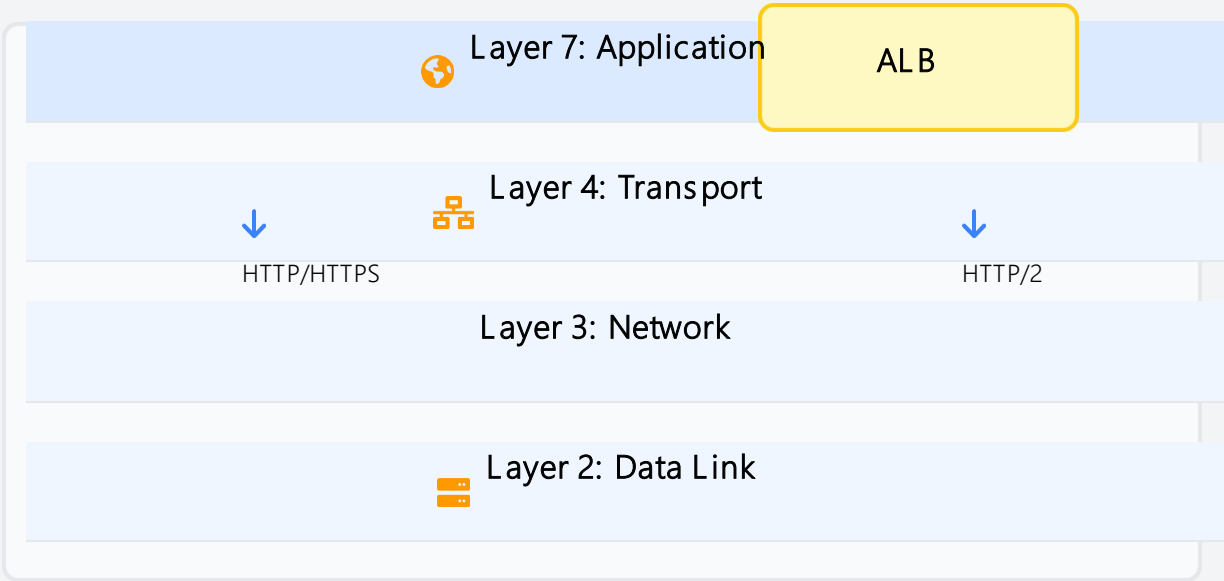 Layer 7: Application
ALB
Layer 4: Transport
HTTP/HTTPS
HTTP/2
Layer 3: Network
Layer 2: Data Link